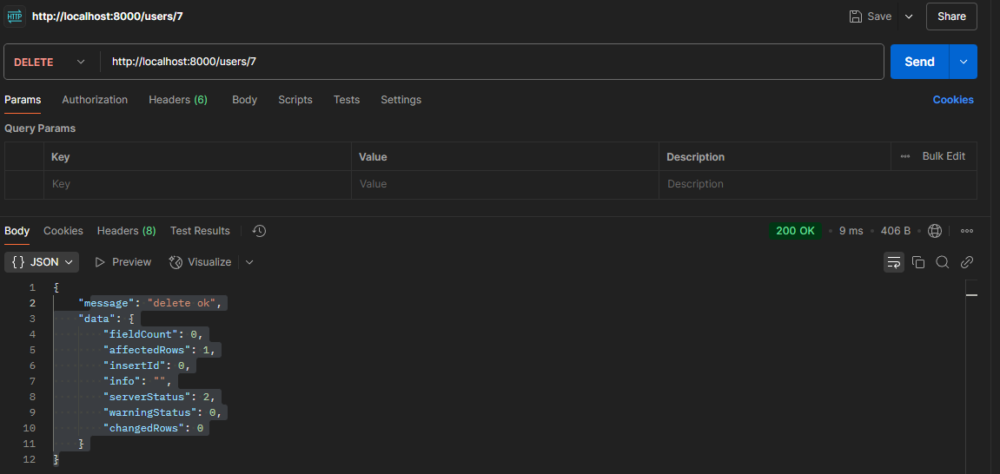 HTTP http://localhost:8000/users/7 Save Share
DELETE http://localhost:8000/users/7 Send
Params Authorization Headers (6) Body Scripts Tests Settings Cookies
Query Params
Key Value Description Bulk Edit
Key Value Description
Body Cookies Headers (8) Test Results 200 OK • 9 ms • 406 B •
{ } JSON Preview Visualize
1 {
2 "message": "delete ok",
3 "data": {
4 "fieldCount": 0,
5 "affectedRows": 1,
6 "insertId": 0,
7 "info": "",
8 "serverStatus": 2,
9 "warningStatus": 0,
10 "changedRows": 0
11 }
12 }